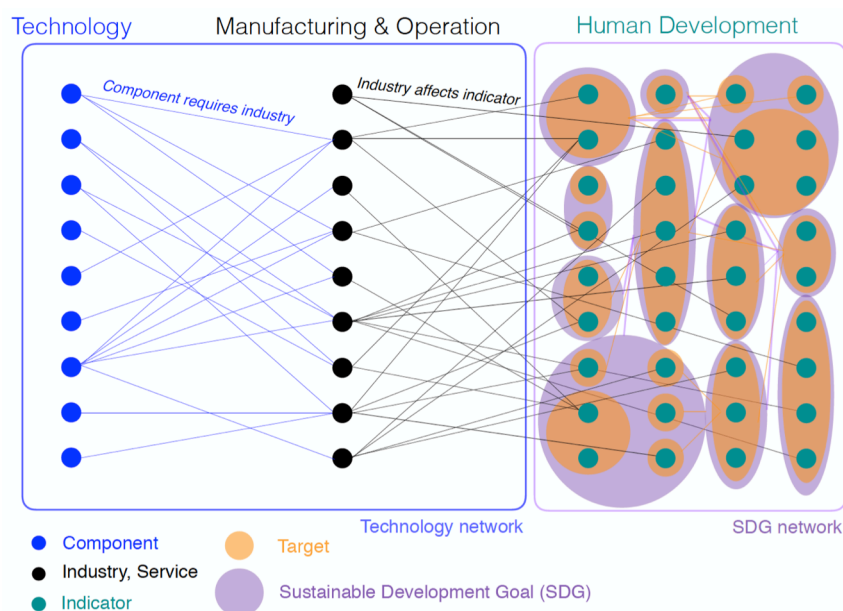 Technology
Manufacturing & Operation
Human Development
Component requires industry
Industry affects indicator
Technology network
SDG network
Component
Target
Industry, Service
Sustainable Development Goal (SDG)
Indicator